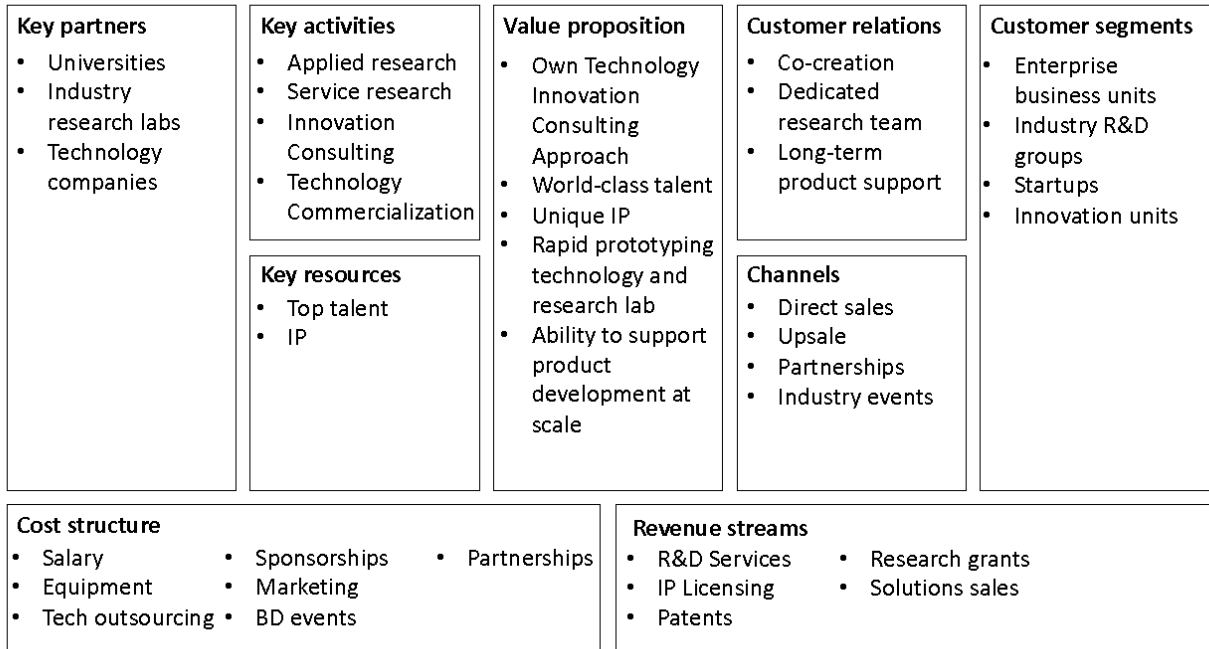 Key partners
• Universities
• Industry
research labs
• Technology
companies
Key activities
• Applied research
• Service research
• Innovation
Consulting
• Technology
Commercialization
Key resources
• Top talent
• IP
Value proposition
• Own Technology
Innovation
Consulting
Approach
• World-class talent
• Unique IP
• Rapid prototyping
technology and
research lab
• Ability to support
product
development at
scale
Customer relations
• Co-creation
• Dedicated
research team
• Long-term
product support
Channels
• Direct sales
• Upsale
• Partnerships
• Industry events
Customer segments
• Enterprise
business units
• Industry R&D
groups
• Startups
• Innovation units
Cost structure
• Salary
• Equipment
• Tech outsourcing
• Sponsorships
• Marketing
• BD events
• Partnerships
Revenue streams
• R&D Services
• IP Licensing
• Patents
• Research grants
• Solutions sales